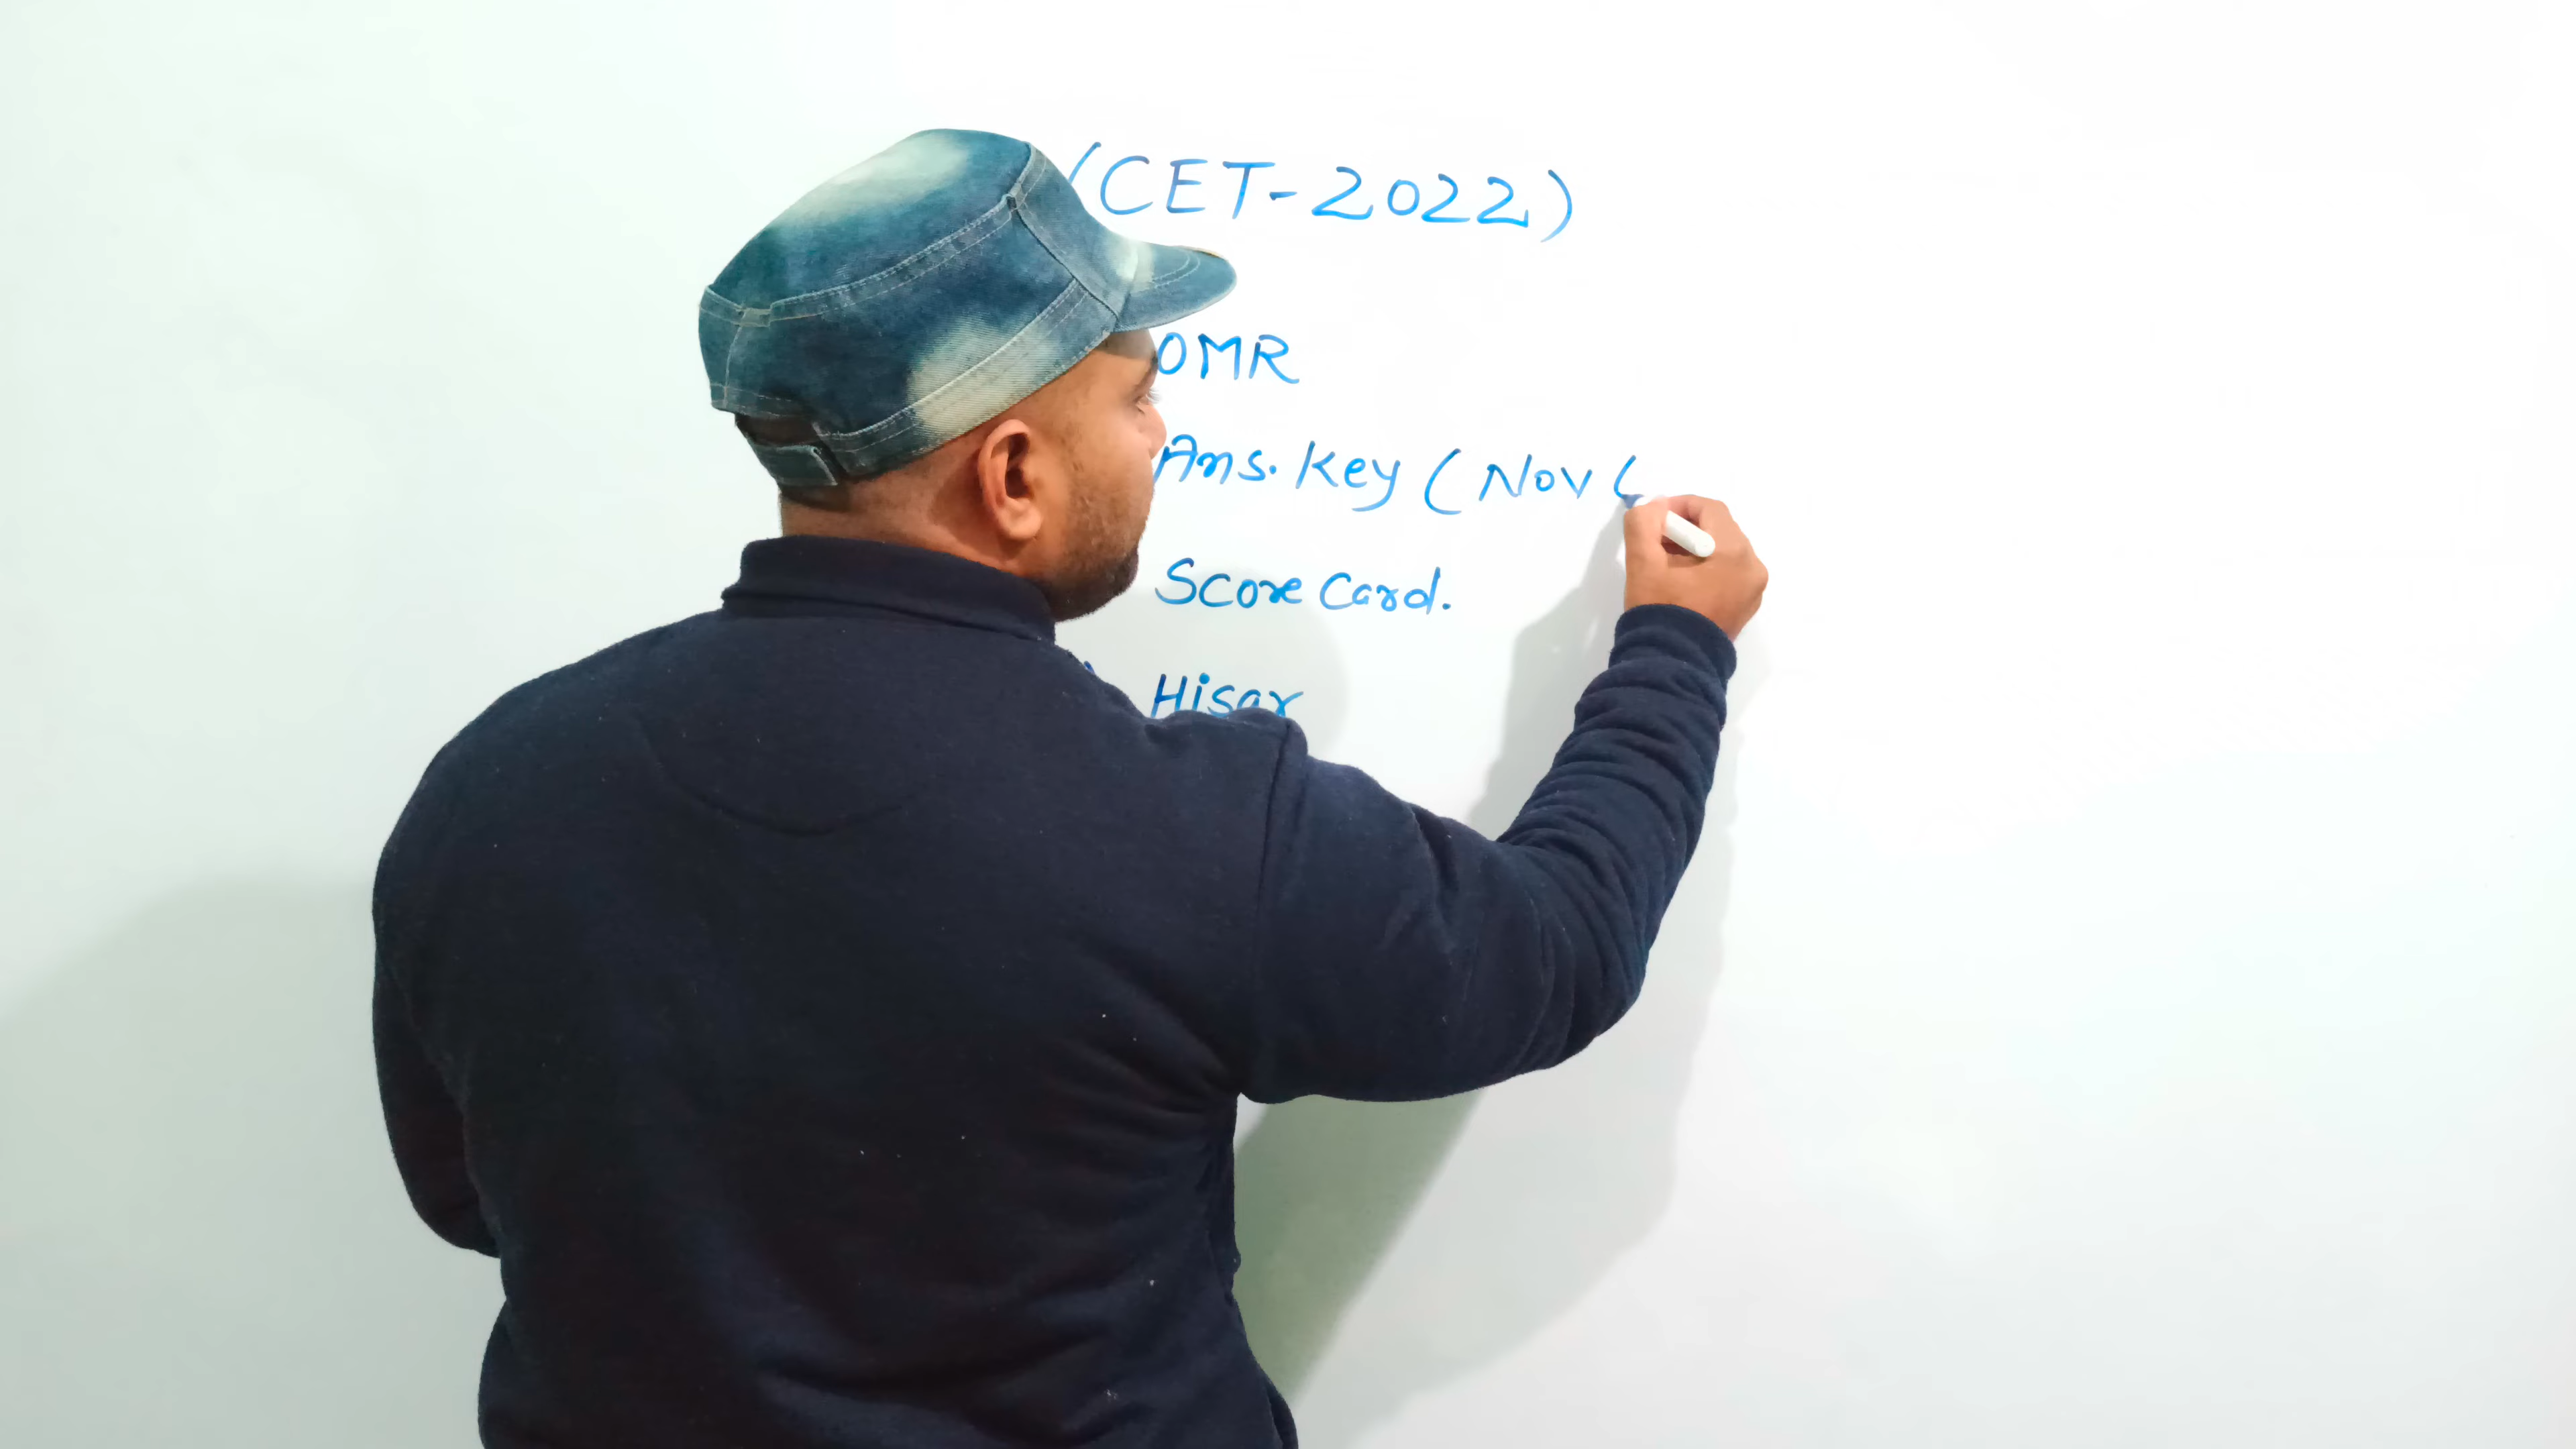 (CET-2022)
OMR
Ans. Key ( Nov (
Score Card.
Hisar